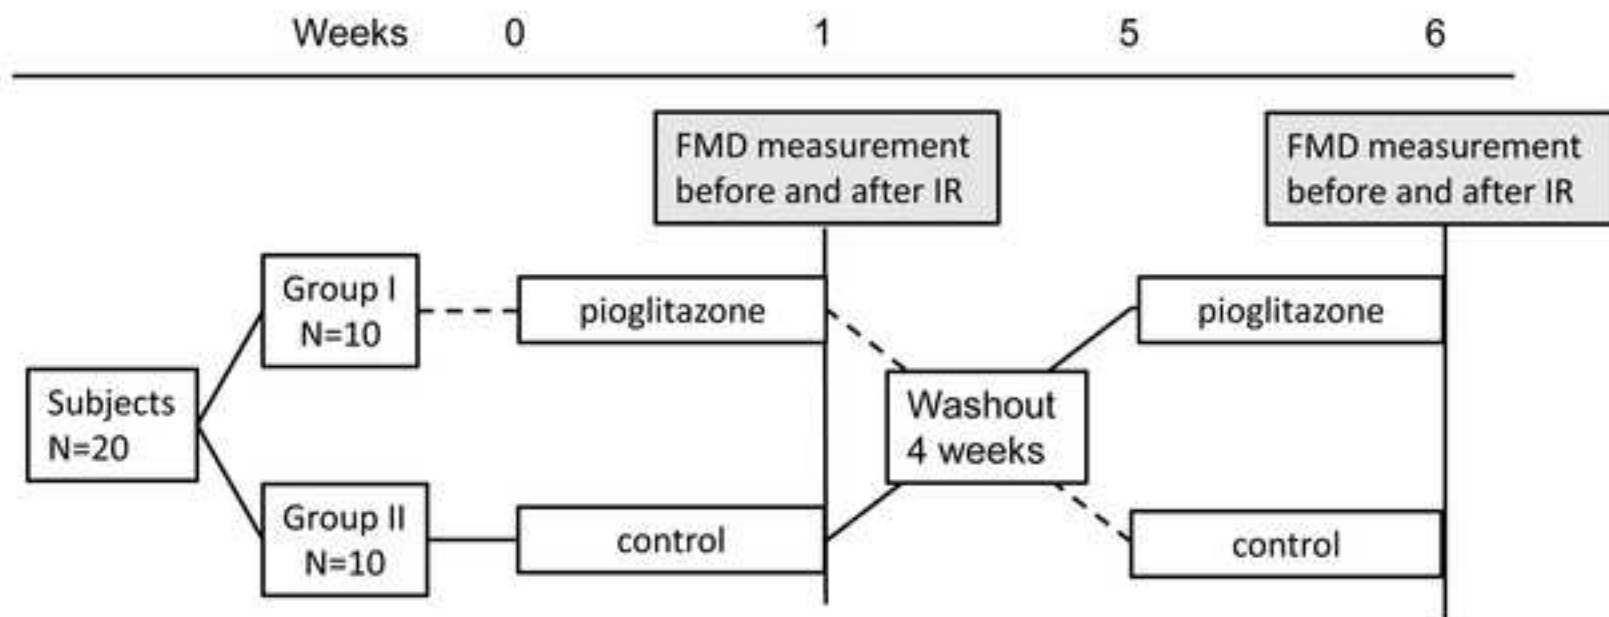 Weeks 0 1 5 6
FMD measurement
before and after IR
FMD measurement
before and after IR
Group I
N=10
pioglitazone
pioglitazone
Subjects
N=20
Washout
4 weeks
Group II
N=10
control
control